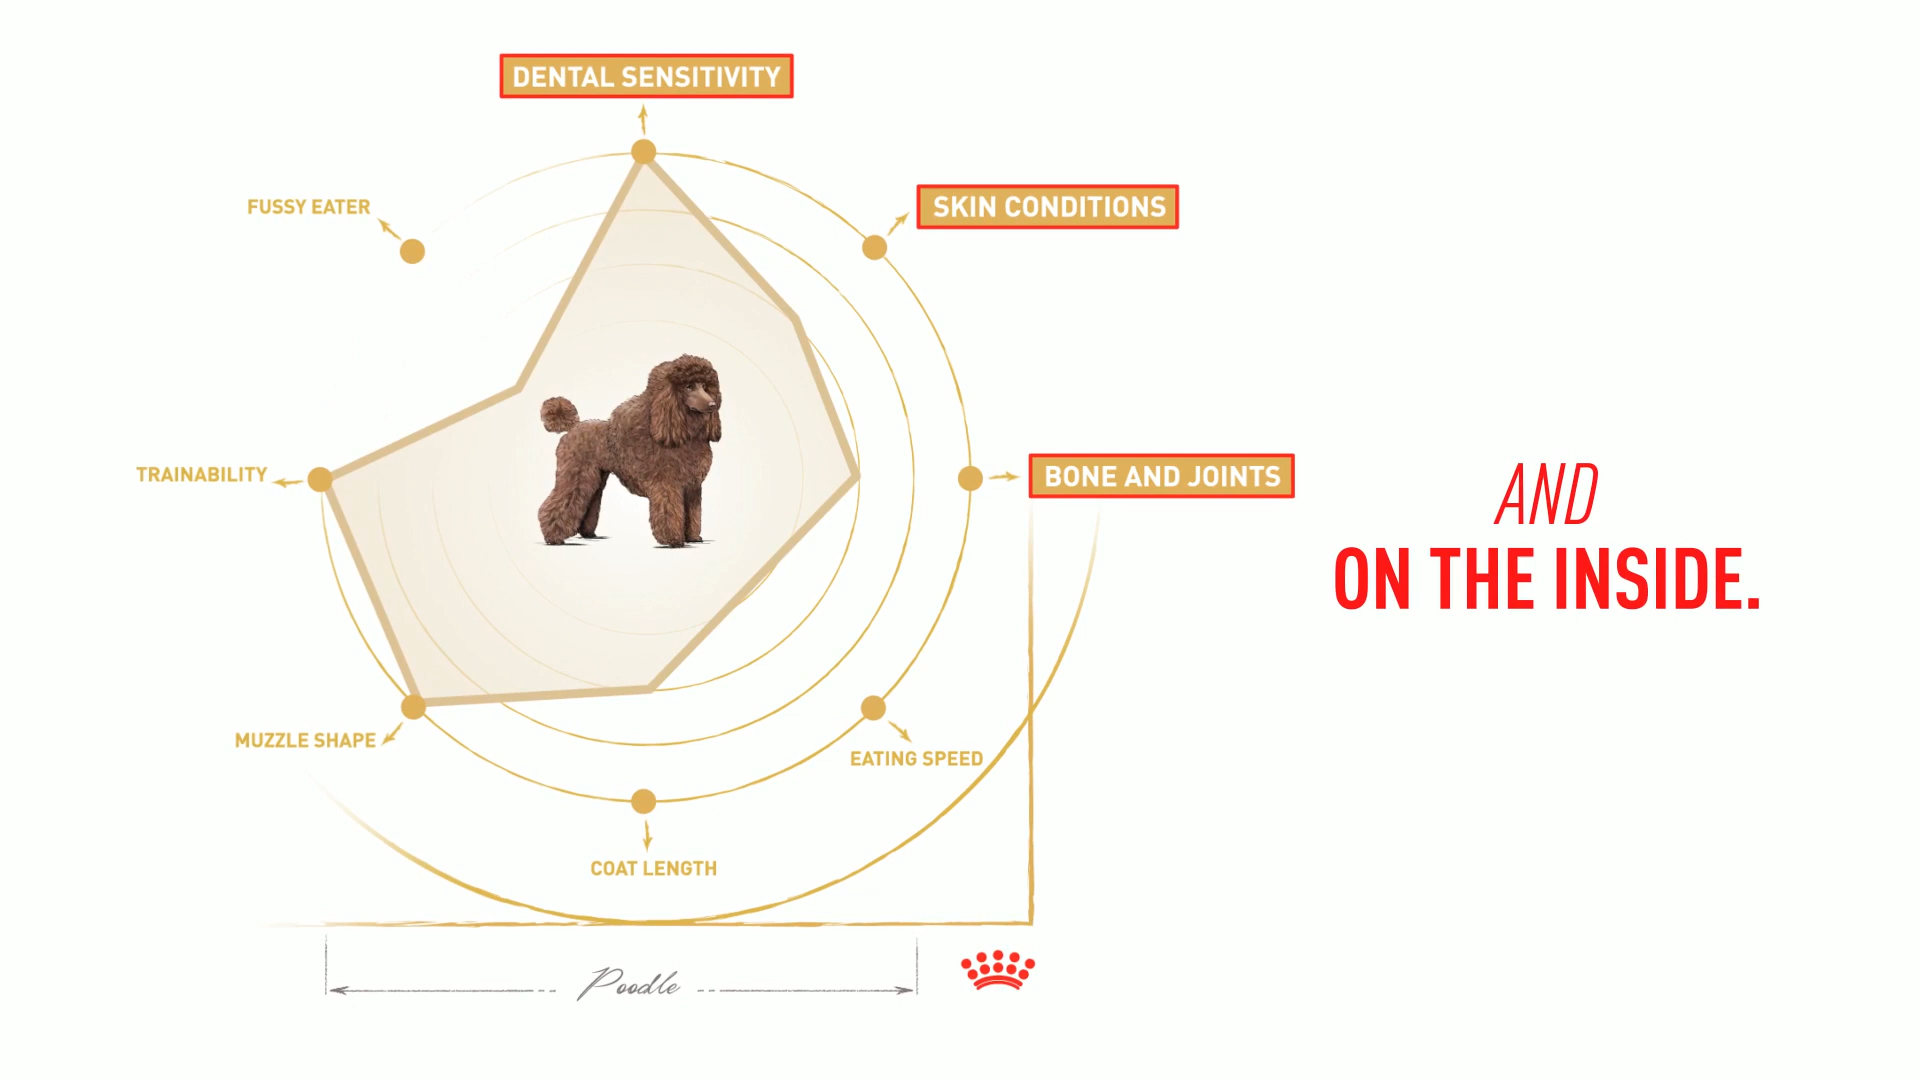 DENTAL SENSITIVITY
FUSSY EATER
SKIN CONDITIONS
TRAINABILITY
BONE AND JOINTS
AND
ON THE INSIDE.
MUZZLE SHAPE
EATING SPEED
COAT LENGTH
Poodle